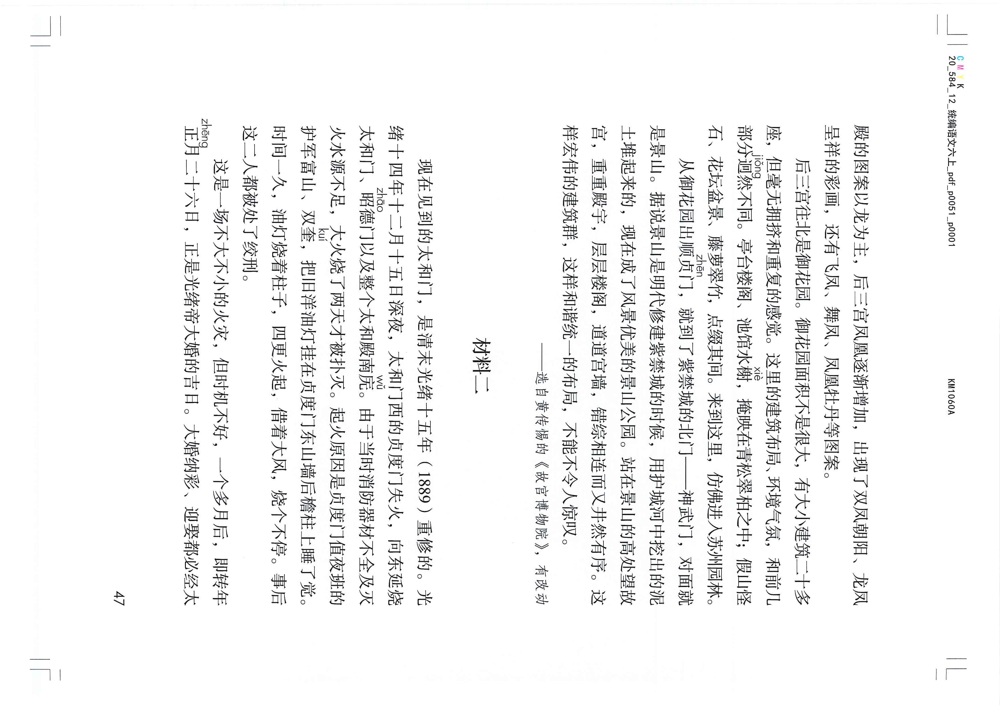 C M Y K
20_584_12_统编语文六上_pdf_p0051_p0001 KM1060A
殿的图案以龙为主，后三宫凤凰逐渐增加，出现了双凤朝阳、龙凤
呈祥的彩画，还有飞凤、舞凤、凤凰牡丹等图案。
后三宫往北是御花园。御花园面积不是很大，有大小建筑二十多
座，但毫无拥挤和重复的感觉。这里的建筑布局、环境气氛，和前几
jiǒng xiè
部分迥然不同。亭台楼阁、池馆水榭，掩映在青松翠柏之中；假山怪
石、花坛盆景、藤萝翠竹，点缀其间。来到这里，仿佛进入苏州园林。
zhēn
从御花园出顺贞门，就到了紫禁城的北门——神武门，对面就
是景山。据说景山是明代修建紫禁城的时候，用护城河中挖出的泥
土堆起来的，现在成了风景优美的景山公园。站在景山的高处望故
宫，重重殿宇，层层楼阁，道道宫墙，错综相连而又井然有序。这
样宏伟的建筑群，这样和谐统一的布局，不能不令人惊叹。
——选自黄传惕的《故宫博物院》，有改动
材料二
现在见到的太和门，是清末光绪十五年（1889）重修的。光
绪十四年十二月十五日深夜，太和门西的贞度门失火，向东延烧
zhāo wǔ
太和门、昭德门以及整个太和殿南庑。由于当时消防器材不全及灭
火水源不足，大火烧了两天才被扑灭。起火原因是贞度门值夜班的
kuí
护军富山、双奎，把旧洋油灯挂在贞度门东山墙后檐柱上睡了觉。
时间一久，油灯烧着柱子，四更火起，借着大风，烧个不停。事后
这二人都被处了绞刑。
这是一场不大不小的火灾，但时机不好，一个多月后，即转年
zhēng
正月二十六日，正是光绪帝大婚的吉日。大婚纳彩、迎娶都必经太
47